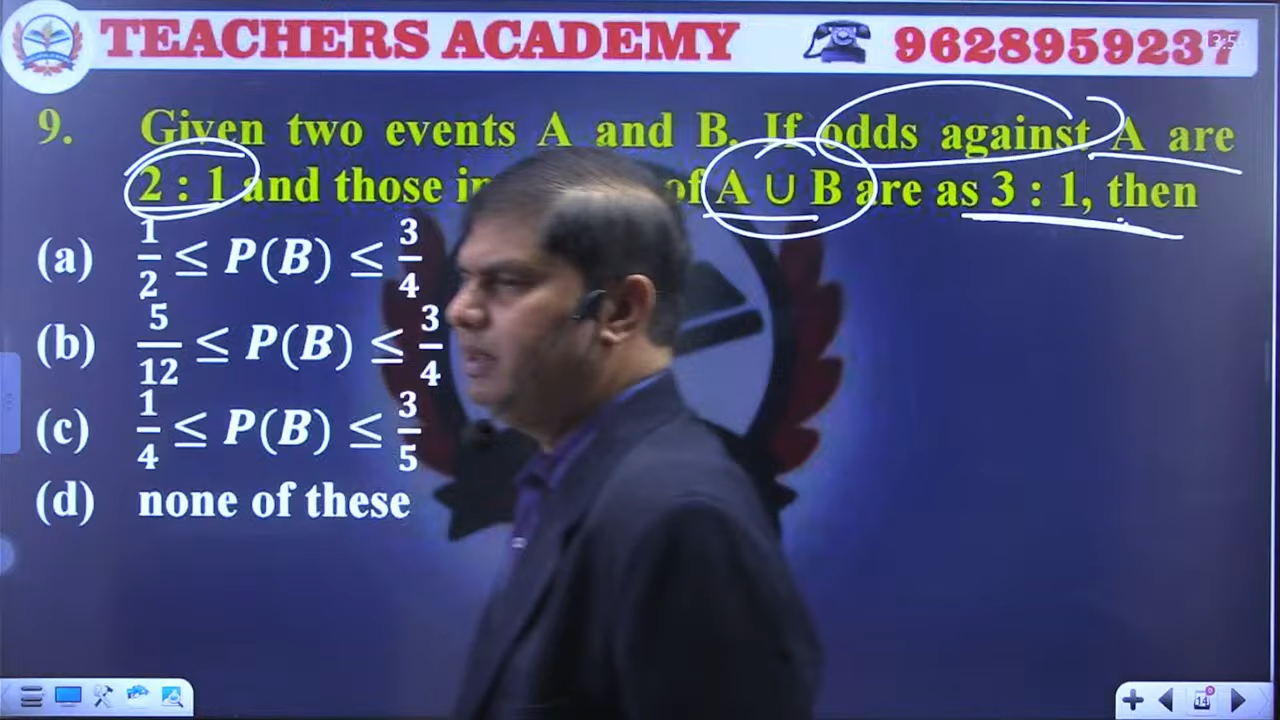 TEACHERS ACADEMY
9628959237
9. Given two events A and B. If odds against A are
2 : 1 and those in of A ∪ B are as 3 : 1, then
(a) 1/2 ≤ P(B) ≤ 3/4
(b) 5/12 ≤ P(B) ≤ 3/4
(c) 1/4 ≤ P(B) ≤ 3/5
(d) none of these
14